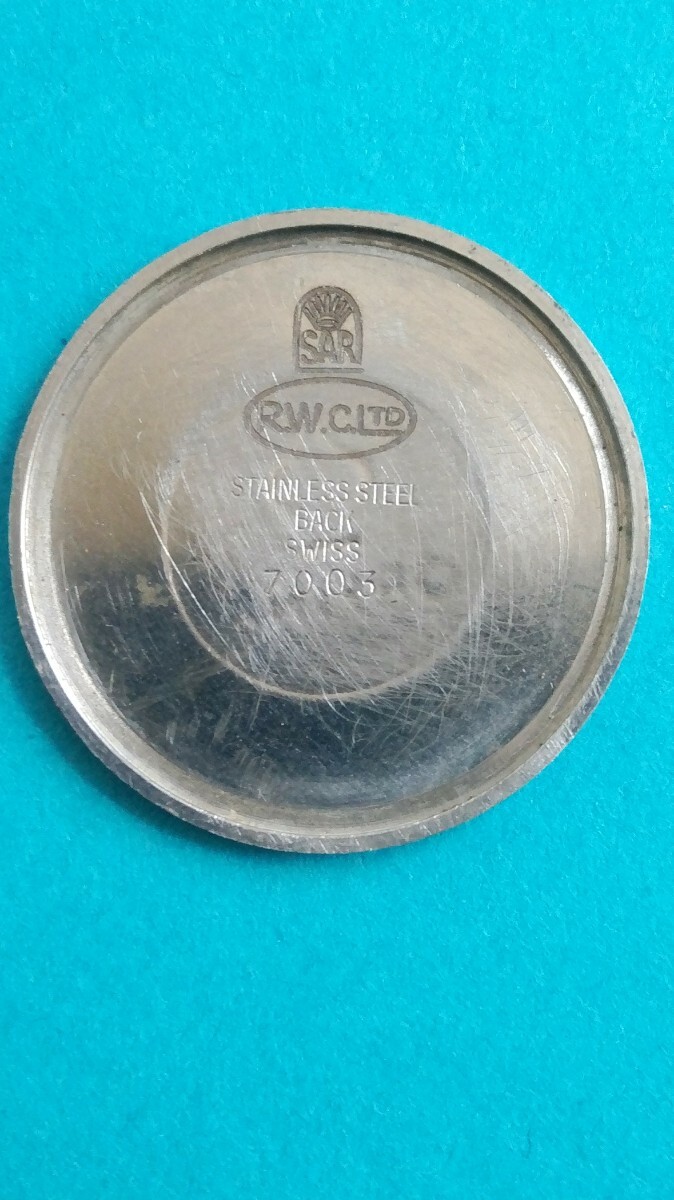 SAR
R.W.C.LTD
STAINLESS STEEL
BACK
SWISS
7003